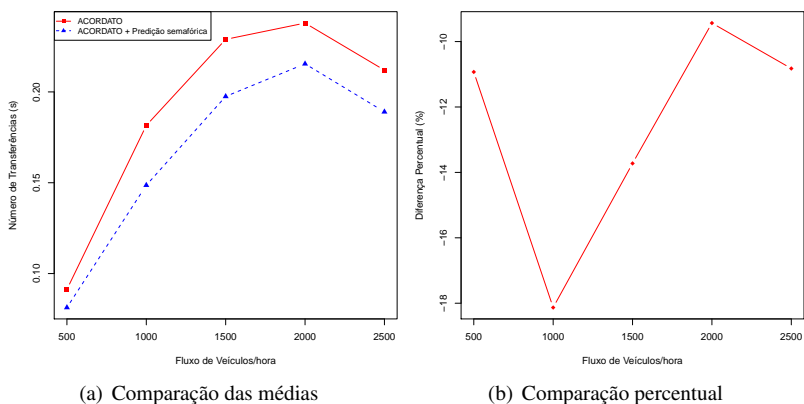 ACORDATO
ACORDATO + Predição semafórica
Número de Transferências (s)
0.20
0.15
0.10
500
1000
1500
2000
2500
Fluxo de Veículos/hora
(a) Comparação das médias
Diferença Percentual (%)
−10
−12
−14
−16
−18
500
1000
1500
2000
2500
Fluxo de Veículos/hora
(b) Comparação percentual